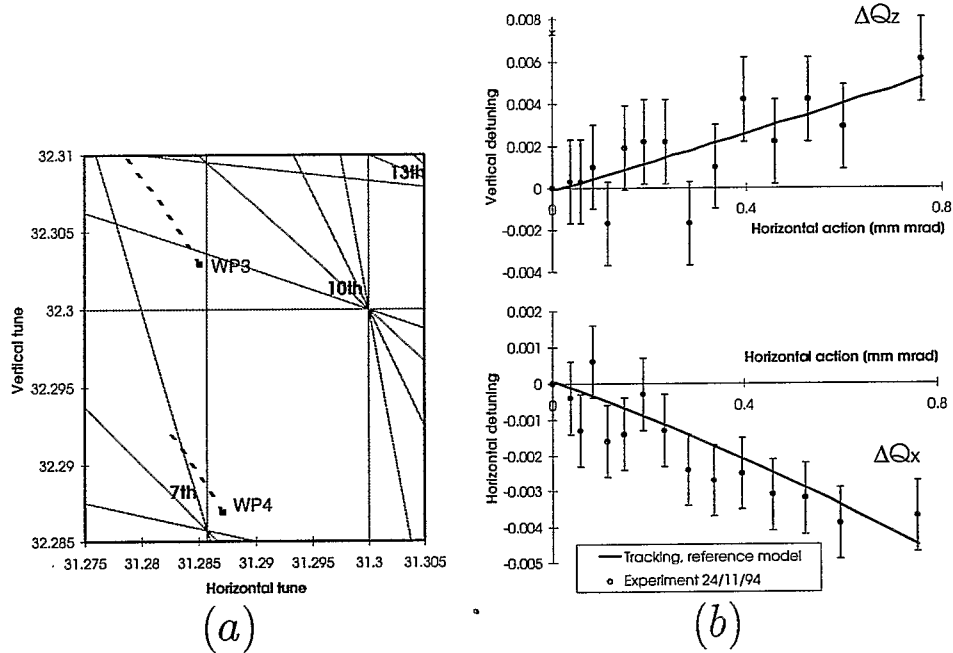 32.31
32.305
32.3
32.295
32.29
32.285
Vertical tune
13th
WP3
10th
7th
WP4
31.275 31.28 31.285 31.29 31.295 31.3 31.305
Horizontal tune
(a)
0.008
0.006
0.004
0.002
0
-0.002
-0.004
Vertical detuning
ΔQz
0
0.4 0.8
Horizontal action (mm mrad)
0.002
0.001
0
-0.001
-0.002
-0.003
-0.004
-0.005
Horizontal detuning
Horizontal action (mm mrad)
0
0.4 0.8
ΔQx
Tracking, reference model
Experiment 24/11/94
(b)